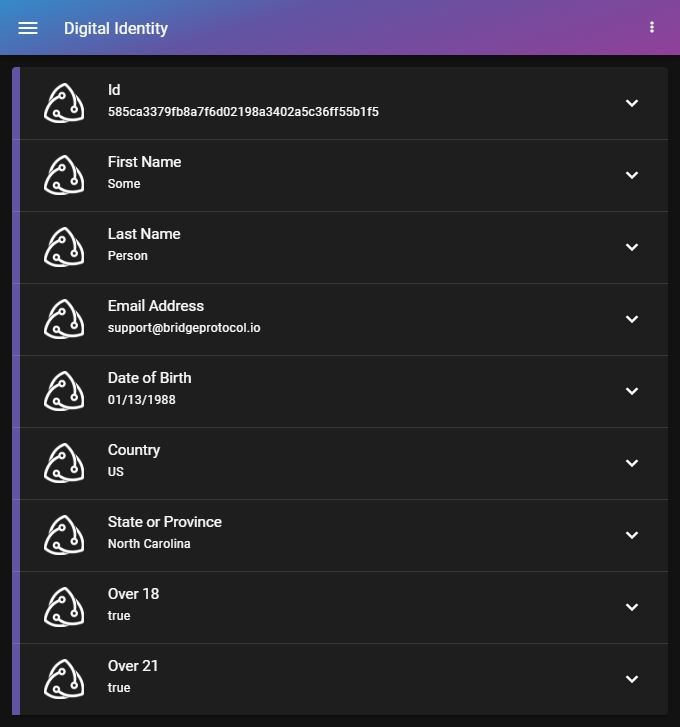 Digital Identity
Id
585ca3379fb8a7f6d02198a3402a5c36ff55b1f5
First Name
Some
Last Name
Person
Email Address
support@bridgeprotocol.io
Date of Birth
01/13/1988
Country
US
State or Province
North Carolina
Over 18
true
Over 21
true